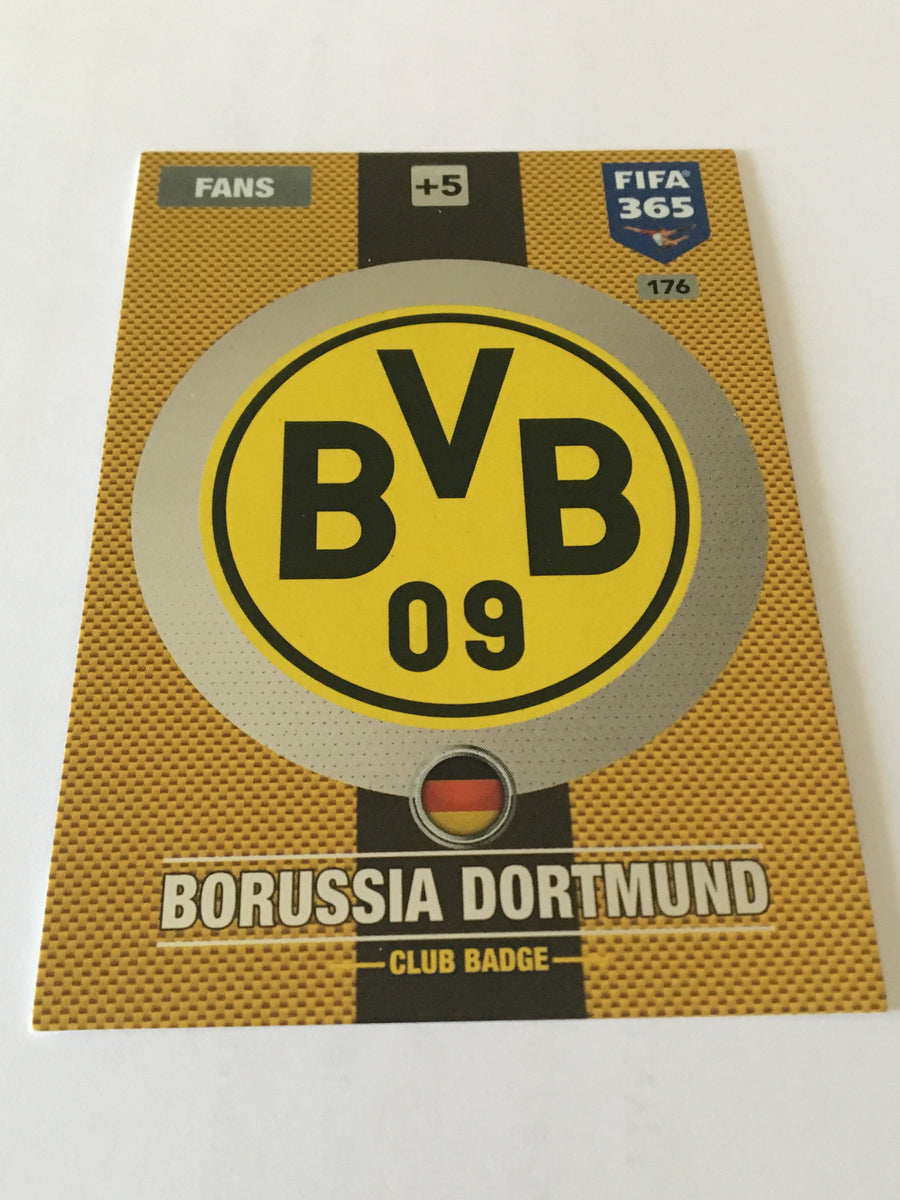 FANS
+5
FIFA®
365
176
BVB
09
BORUSSIA DORTMUND
CLUB BADGE